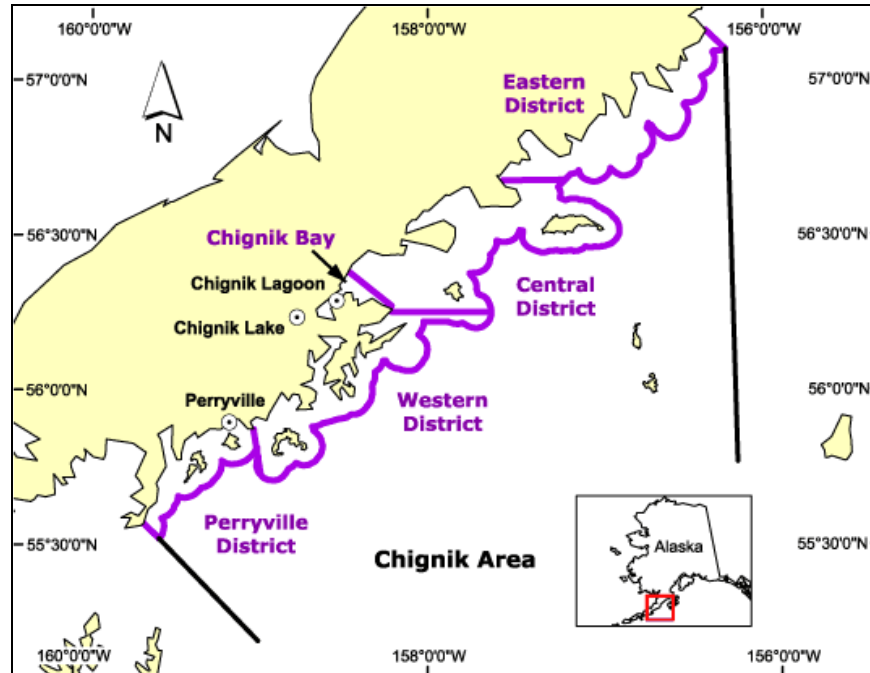 160°0'0"W
158°0'0"W
156°0'0"W
57°0'0"N
57°0'0"N
Eastern
District
N
56°30'0"N
56°30'0"N
Chignik Bay
Chignik Lagoon
Central
District
Chignik Lake
56°0'0"N
56°0'0"N
Perryville
Western
District
55°30'0"N
55°30'0"N
Perryville
District
Chignik Area
Alaska
160°0'0"W
158°0'0"W
156°0'0"W